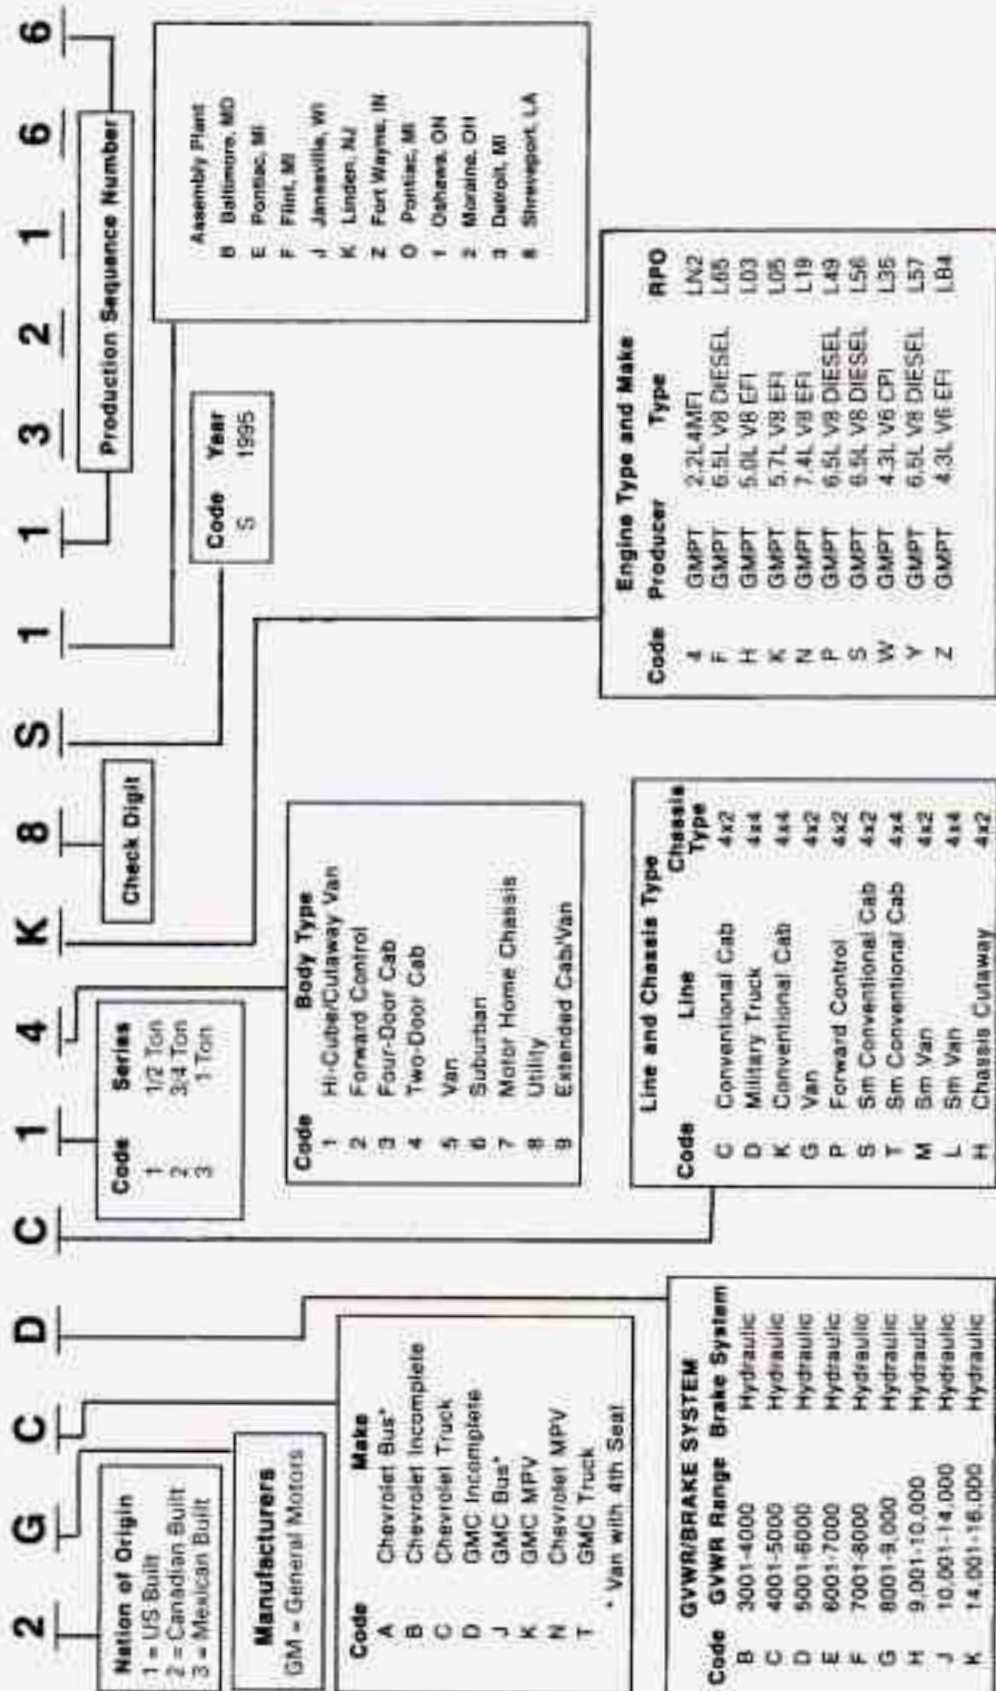 2 G C D C 1 4 K 8 S 1 1 3 2 1 6 6
Nation of Origin
1 = US Built
2 = Canadian Built
3 = Mexican Built
Manufacturers
GM = General Motors
Code Make
A Chevrolet Bus*
B Chevrolet Incomplete
C Chevrolet Truck
D GMC Incomplete
J GMC Bus*
K GMC MPV
N Chevrolet MPV
T GMC Truck
* Van with 4th Seat
GVWR/BRAKE SYSTEM
Code GVWR Range Brake System
B 3001-4000 Hydraulic
C 4001-5000 Hydraulic
D 5001-6000 Hydraulic
E 6001-7000 Hydraulic
F 7001-8000 Hydraulic
G 8001-9,000 Hydraulic
H 9,001-10,000 Hydraulic
J 10,001-14,000 Hydraulic
K 14,001-16,000 Hydraulic
Code Series
1 1/2 Ton
2 3/4 Ton
3 1 Ton
Code Body Type
1 Hi-Cube/Cutaway Van
2 Forward Control
3 Four-Door Cab
4 Two-Door Cab
5 Van
6 Suburban
7 Motor Home Chassis
8 Utility
9 Extended Cab/Van
Line and Chassis Type
Code Line Chassis
Type
C Conventional Cab 4x2
D Military Truck 4x4
K Conventional Cab 4x4
G Van 4x2
P Forward Control 4x2
S Sm Conventional Cab 4x2
T Sm Conventional Cab 4x4
M Sm Van 4x2
L Sm Van 4x4
H Chassis Cutaway 4x2
Check Digit
Code Year
S 1995
Production Sequence Number
Assembly Plant
B Baltimore, MD
E Pontiac, MI
F Flint, MI
J Janesville, WI
K Linden, NJ
Z Fort Wayne, IN
O Pontiac, MI
1 Oshawa, ON
2 Moraine, OH
3 Detroit, MI
8 Shreveport, LA
Engine Type and Make
Code Producer Type RPO
4 GMPT 2.2L4MFI LN2
F GMPT 6.5L V8 DIESEL L65
H GMPT 5.0L V8 EFI L03
K GMPT 5.7L V8 EFI L05
N GMPT 7.4L V8 EFI L19
P GMPT 6.5L V8 DIESEL L49
S GMPT 6.5L V8 DIESEL L56
W GMPT 4.3L V6 CPI L35
Y GMPT 6.5L V8 DIESEL L57
Z GMPT 4.3L V6 EFI LB4